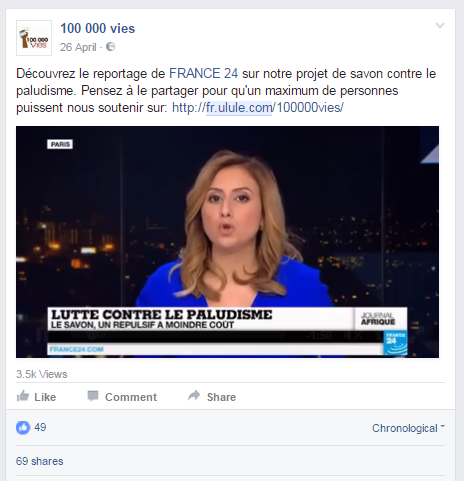 100 000 vies
100 000
vies
26 April
Découvrez le reportage de FRANCE 24 sur notre projet de savon contre le
paludisme. Pensez à le partager pour qu'un maximum de personnes
puissent nous soutenir sur: http://fr.ulule.com/100000vies/
PARIS
LUTTE CONTRE LE PALUDISME
LE SAVON, UN REPULSIF A MOINDRE COÛT
JOURNAL
AFRIQUE
FRANCE
24
FRANCE24.COM
3.5k Views
Like Comment Share
49
Chronological
69 shares